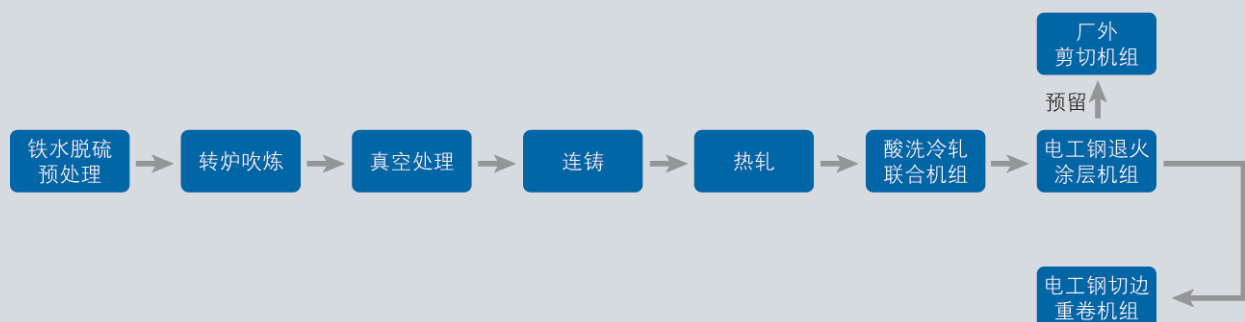 厂外
剪切机组
预留
铁水脱硫
预处理
转炉吹炼
真空处理
连铸
热轧
酸洗冷轧
联合机组
电工钢退火
涂层机组
电工钢切边
重卷机组